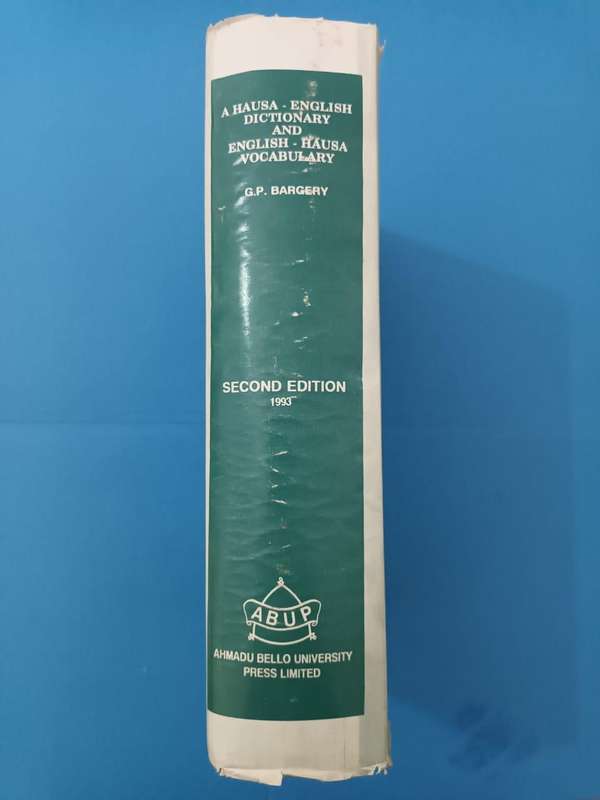 A HAUSA - ENGLISH
DICTIONARY
AND
ENGLISH - HAUSA
VOCABULARY
G.P. BARGERY
SECOND EDITION
1993
ABUP
AHMADU BELLO UNIVERSITY
PRESS LIMITED